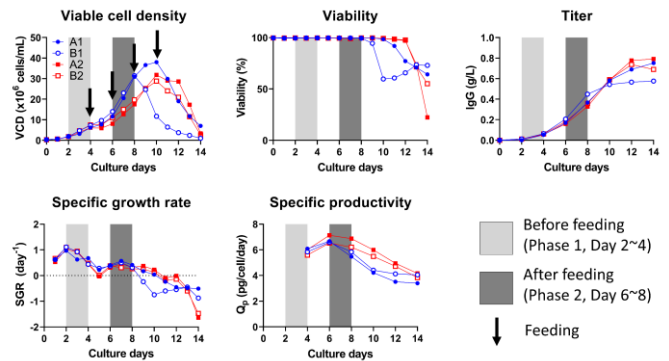 Viable cell density
VCD (x10⁶ cells/mL)
60
50
40
30
20
10
0
A1
B1
A2
B2
0 2 4 6 8 10 12 14
Culture days
Viability
Viability (%)
100
80
60
40
20
0
0 2 4 6 8 10 12 14
Culture days
Titer
IgG (g/L)
1.0
0.8
0.6
0.4
0.2
0.0
0 2 4 6 8 10 12 14
Culture days
Specific growth rate
SGR (day⁻¹)
2
1
0
-1
-2
0 2 4 6 8 10 12 14
Culture days
Specific productivity
Qp (pg/cell/day)
8
6
4
2
0
0 2 4 6 8 10 12 14
Culture days
Before feeding
(Phase 1, Day 2~4)
After feeding
(Phase 2, Day 6~8)
Feeding